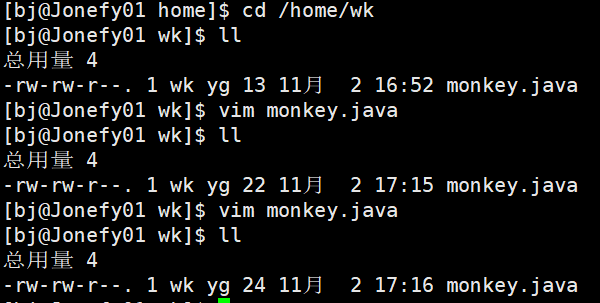 [bj@Jonefy01 home]$ cd /home/wk
[bj@Jonefy01 wk]$ ll
总用量 4
-rw-rw-r--. 1 wk yg 13 11月  2 16:52 monkey.java
[bj@Jonefy01 wk]$ vim monkey.java
[bj@Jonefy01 wk]$ ll
总用量 4
-rw-rw-r--. 1 wk yg 22 11月  2 17:15 monkey.java
[bj@Jonefy01 wk]$ vim monkey.java
[bj@Jonefy01 wk]$ ll
总用量 4
-rw-rw-r--. 1 wk yg 24 11月  2 17:16 monkey.java